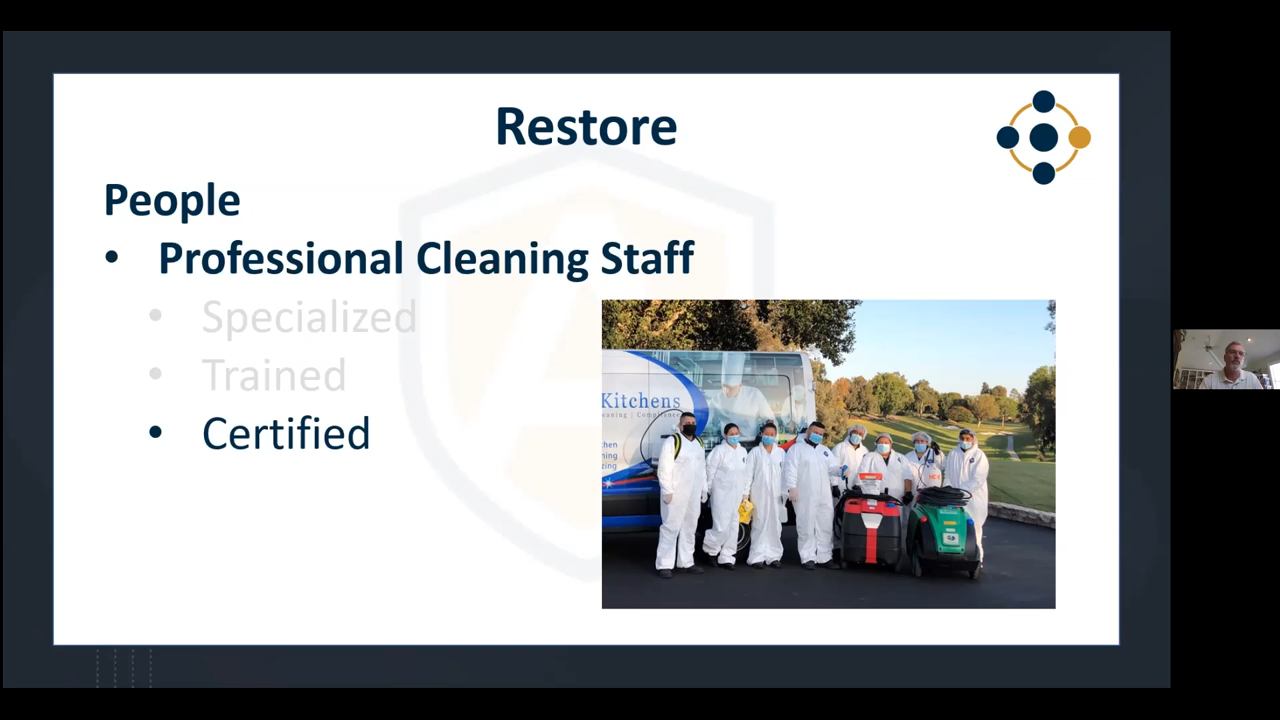 Restore
People
• Professional Cleaning Staff
• Specialized
• Trained
• Certified
Kitchens